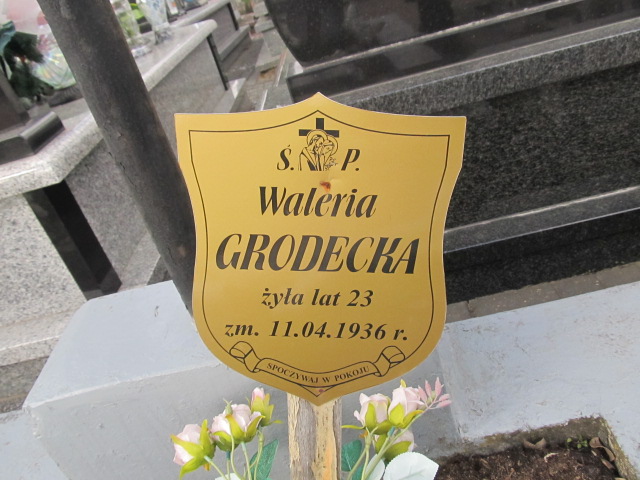 Ś. P.
Waleria
GRODECKA
żyła lat 23
zm. 11.04.1936 r.
SPOCZYWAJ W POKOJU